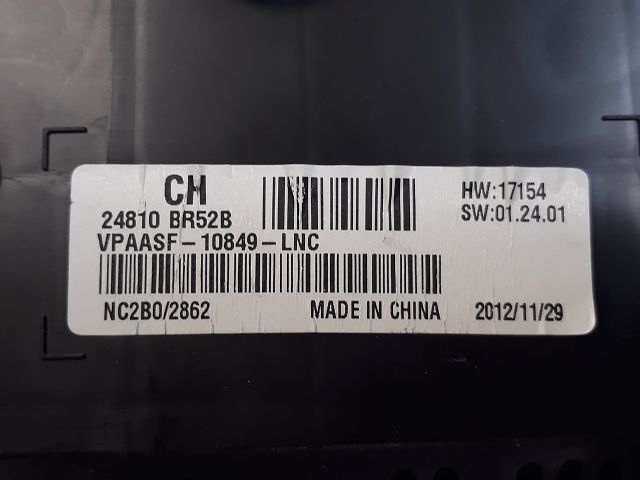 CH
24810 BR52B
VPAASF-10849-LNC
HW:17154
SW:01.24.01
NC2B0/2862
MADE IN CHINA
2012/11/29